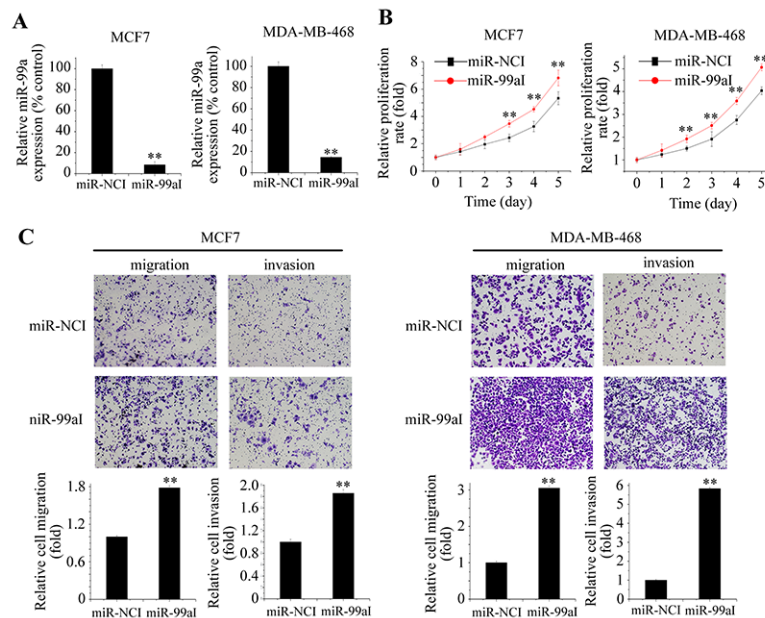 A
MCF7
Relative miR-99a
expression (% control)
100
80
60
40
20
0
**
miR-NCI miR-99aI
MDA-MB-468
Relative miR-99a
expression (% control)
100
80
60
40
20
0
**
miR-NCI miR-99aI
B
MCF7
Relative proliferation
rate (fold)
10
8
6
4
2
0
miR-NCI
miR-99aI
** ** **
0 1 2 3 4 5
Time (day)
MDA-MB-468
Relative proliferation
rate (fold)
5
4
3
2
1
miR-NCI
miR-99aI
** ** ** **
0 1 2 3 4 5
Time (day)
C
MCF7
migration invasion
miR-NCI
niR-99aI
Relative cell migration
(fold)
1.8
1.2
0.6
0
**
miR-NCI miR-99aI
Relative cell invasion
(fold)
2.0
1.6
1.2
0.8
0.4
0
**
miR-NCI miR-99aI
MDA-MB-468
migration invasion
miR-NCI
miR-99aI
Relative cell migration
(fold)
3
2
1
0
**
miR-NCI miR-99aI
Relative cell invasion
(fold)
6
5
4
3
2
1
0
**
miR-NCI miR-99aI